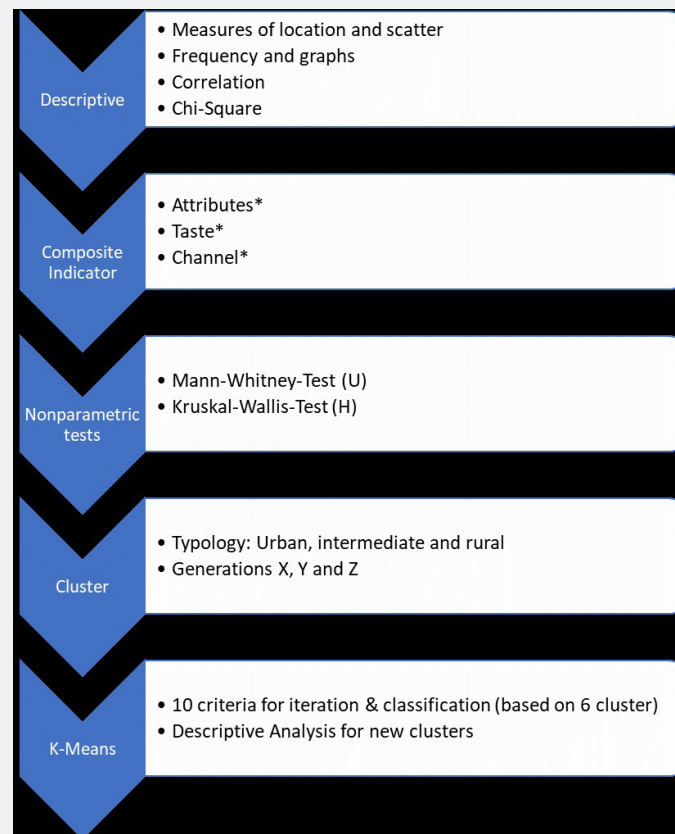 Descriptive
• Measures of location and scatter
• Frequency and graphs
• Correlation
• Chi-Square
Composite
Indicator
• Attributes*
• Taste*
• Channel*
Nonparametric
tests
• Mann-Whitney-Test (U)
• Kruskal-Wallis-Test (H)
Cluster
• Typology: Urban, intermediate and rural
• Generations X, Y and Z
K-Means
• 10 criteria for iteration & classification (based on 6 cluster)
• Descriptive Analysis for new clusters